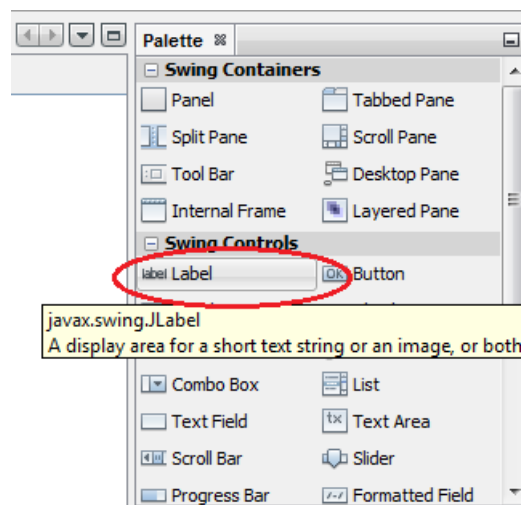 Palette
Swing Containers
Panel Tabbed Pane
Split Pane Scroll Pane
Tool Bar Desktop Pane
Internal Frame Layered Pane
Swing Controls
label Label OK Button
javax.swing.JLabel
A display area for a short text string or an image, or both
Combo Box List
Text Field tx Text Area
Scroll Bar Slider
Progress Bar Formatted Field